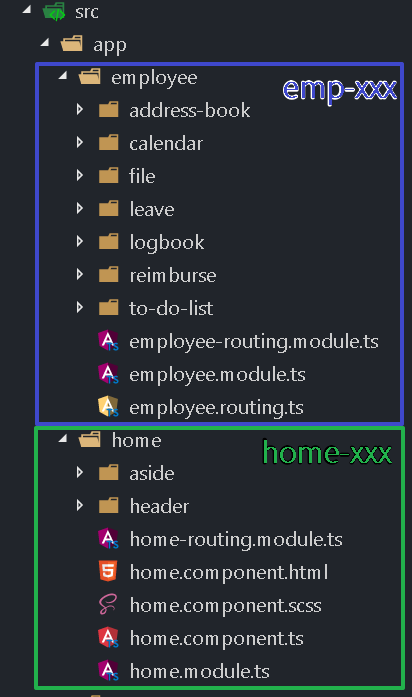 src
app
employee
emp-xxx
address-book
calendar
file
leave
logbook
reimburse
to-do-list
employee-routing.module.ts
employee.module.ts
employee.routing.ts
home
home-xxx
aside
header
home-routing.module.ts
home.component.html
home.component.scss
home.component.ts
home.module.ts